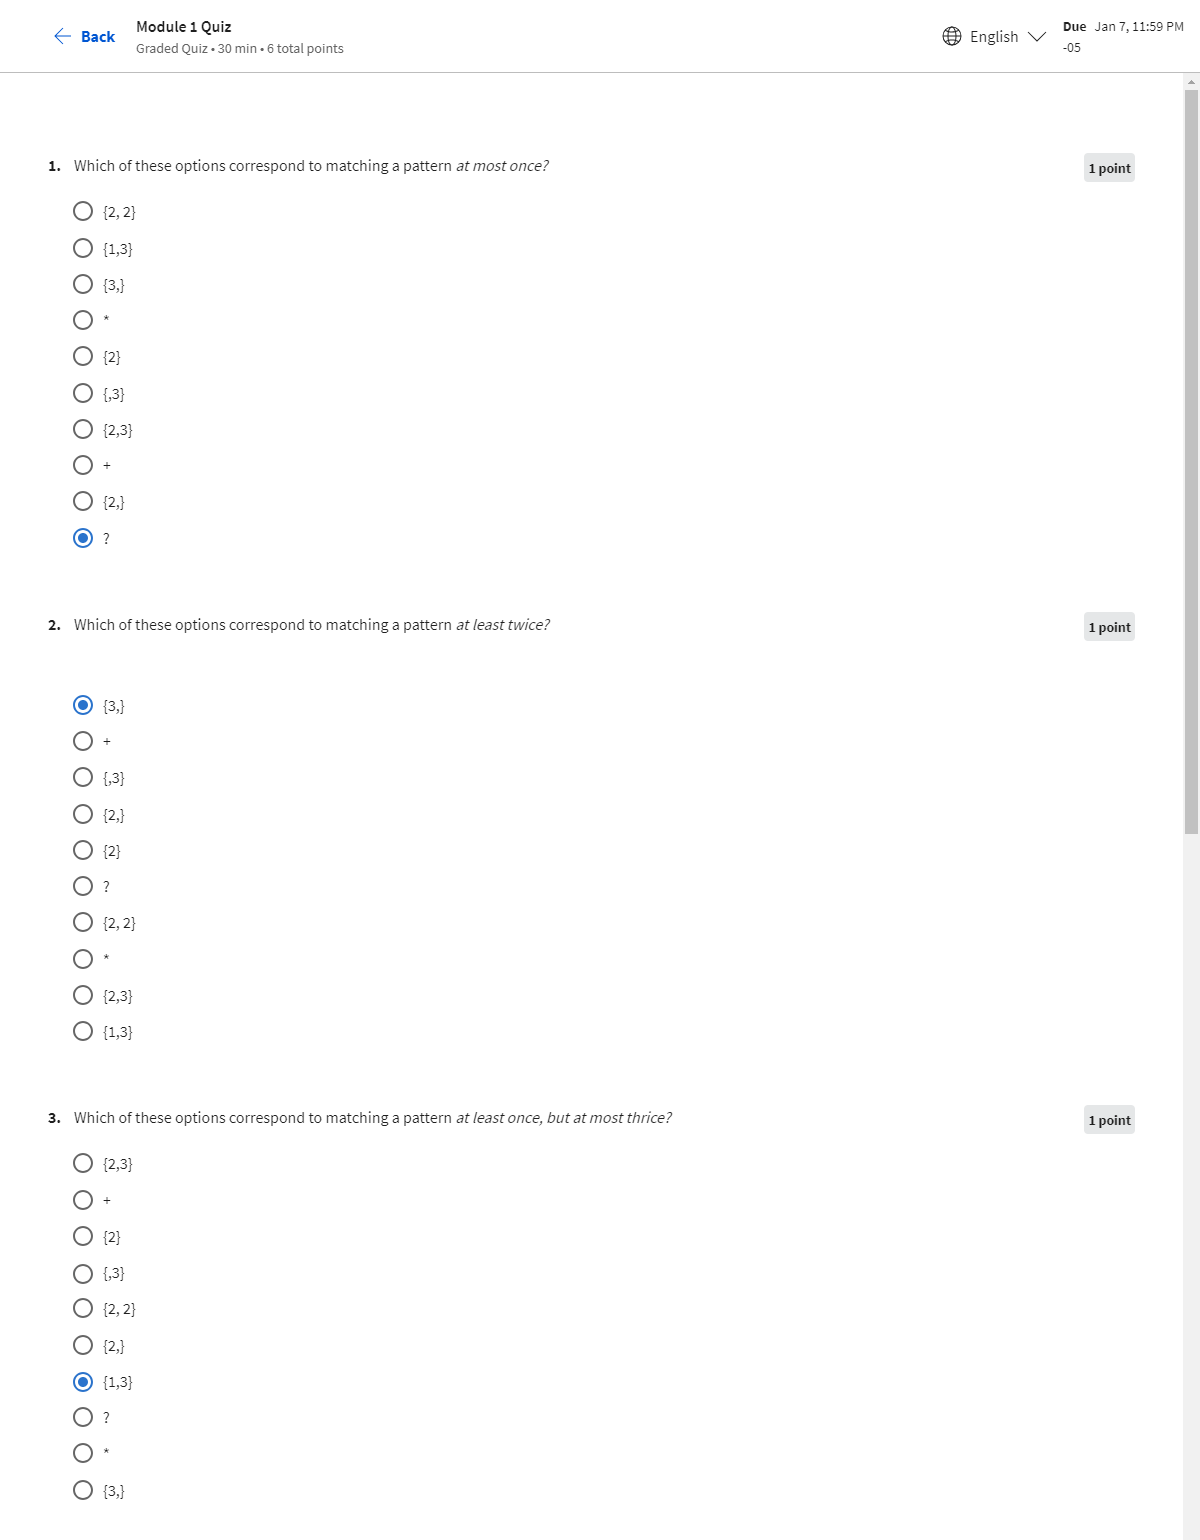 Back
Module 1 Quiz
Graded Quiz • 30 min • 6 total points
English
Due Jan 7, 11:59 PM
-05
1. Which of these options correspond to matching a pattern at most once?
1 point
{2, 2}
{1,3}
{3,}
*
{2}
{,3}
{2,3}
+
{2,}
?
2. Which of these options correspond to matching a pattern at least twice?
1 point
{3,}
+
{,3}
{2,}
{2}
?
{2, 2}
*
{2,3}
{1,3}
3. Which of these options correspond to matching a pattern at least once, but at most thrice?
1 point
{2,3}
+
{2}
{,3}
{2, 2}
{2,}
{1,3}
?
*
{3,}